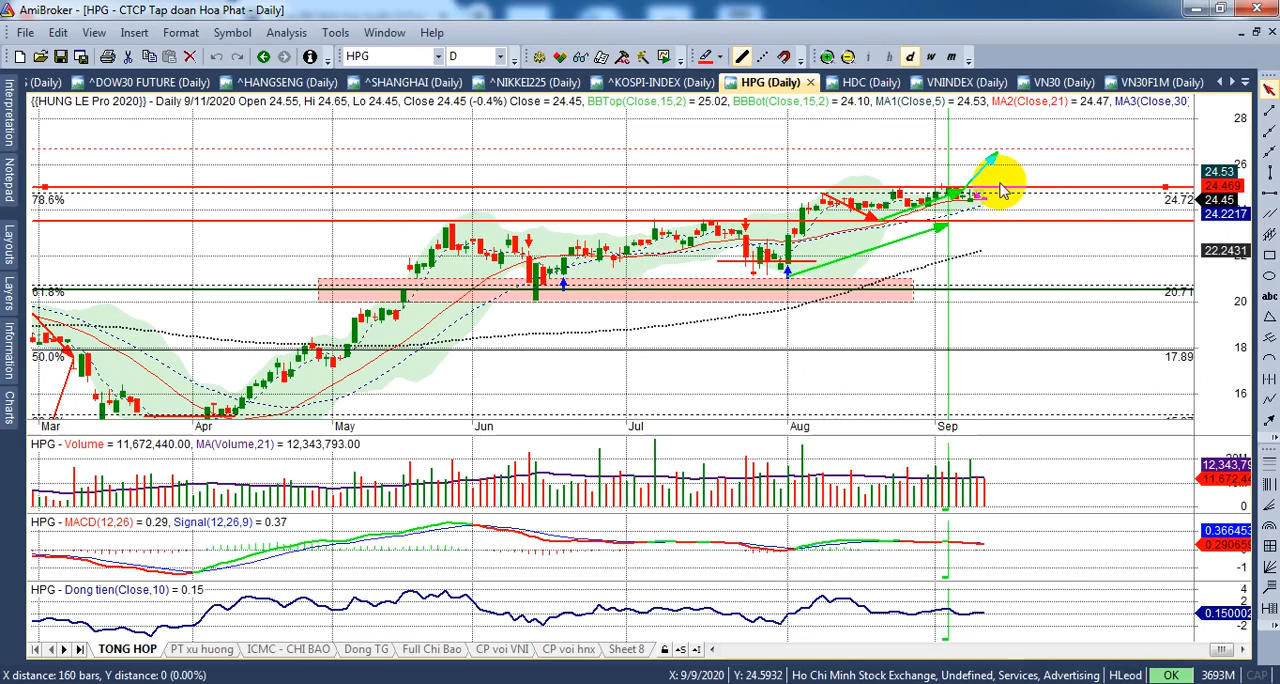 AmiBroker - [HPG - CTCP Tap doan Hoa Phat - Daily]
File Edit View Insert Format Symbol Analysis Tools Window Help
HPG D i h d w m
(Daily) ^DOW30 FUTURE (Daily) ^HANGSENG (Daily) ^SHANGHAI (Daily) ^NIKKEI225 (Daily) ^KOSPI-INDEX (Daily) HPG (Daily) HDC (Daily) VNINDEX (Daily) VN30 (Daily) VN30F1M (Daily)
Interpretation
Notepad
Layouts
Layers
Information
Charts
abc
{{HUNG LE Pro 2020}} - Daily 9/11/2020 Open 24.55, Hi 24.65, Lo 24.45, Close 24.45 (-0.4%) Close = 24.45, BBTop(Close,15,2) = 25.02, BBBot(Close,15,2) = 24.10, MA1(Close,5) = 24.53, MA2(Close,21) = 24.47, MA3(Close,30)
28
26
24.53
24.469
78.6% 24.72 24.45
24.2217
22.2431
61.8% 20.71
20
18
50.0% 17.89
16
Mar Apr May Jun Jul Aug Sep
HPG - Volume = 11,672,440.00, MA(Volume,21) = 12,343,793.00
12,343,79
11,672,44
0
HPG - MACD(12,26) = 0.29, Signal(12,26,9) = 0.37
0.366453
0.290659
-1
HPG - Dong tien(Close,10) = 0.15
4
2
0.150002
-2
TONG HOP PT xu huong ICMC - CHI BAO Dong TG Full Chi Bao CP voi VNI CP voi hnx Sheet 8
X distance: 160 bars, Y distance: 0 (0.00%) X: 9/9/2020 Y: 24.5932 Ho Chi Minh Stock Exchange, Undefined, Services, Advertising HLeod OK 3693M CAP